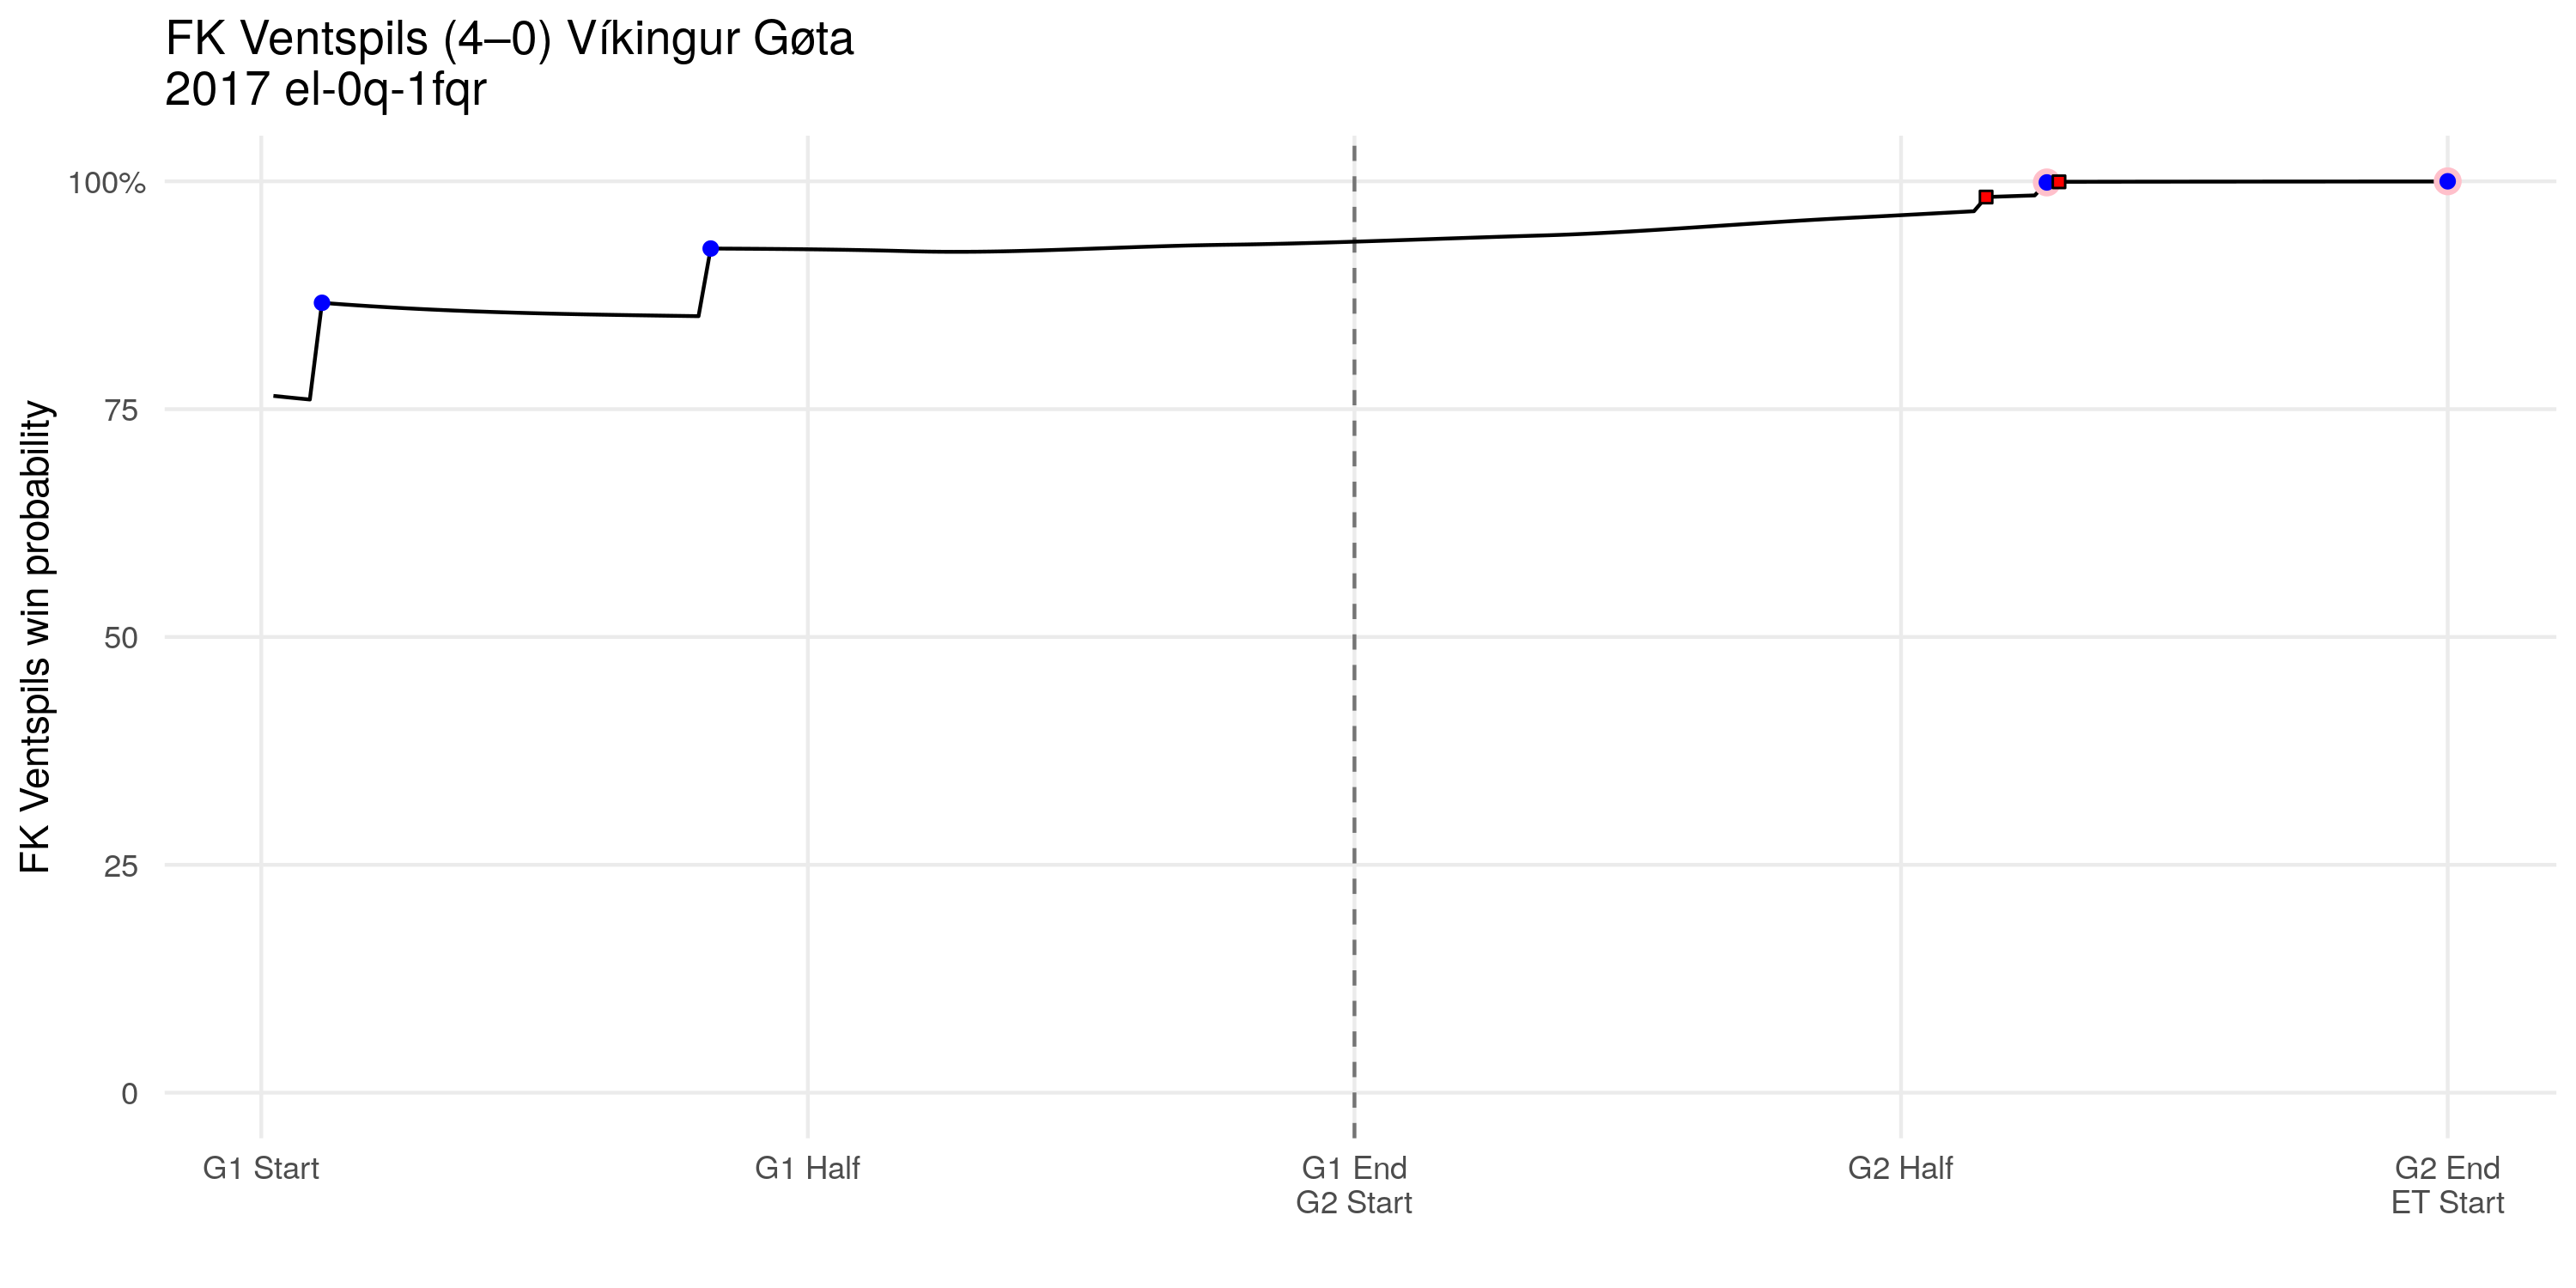 FK Ventspils (4–0) Víkingur Gøta
2017 el-0q-1fqr
FK Ventspils win probability
100%
75
50
25
0
G1 Start
G1 Half
G1 End
G2 Start
G2 Half
G2 End
ET Start